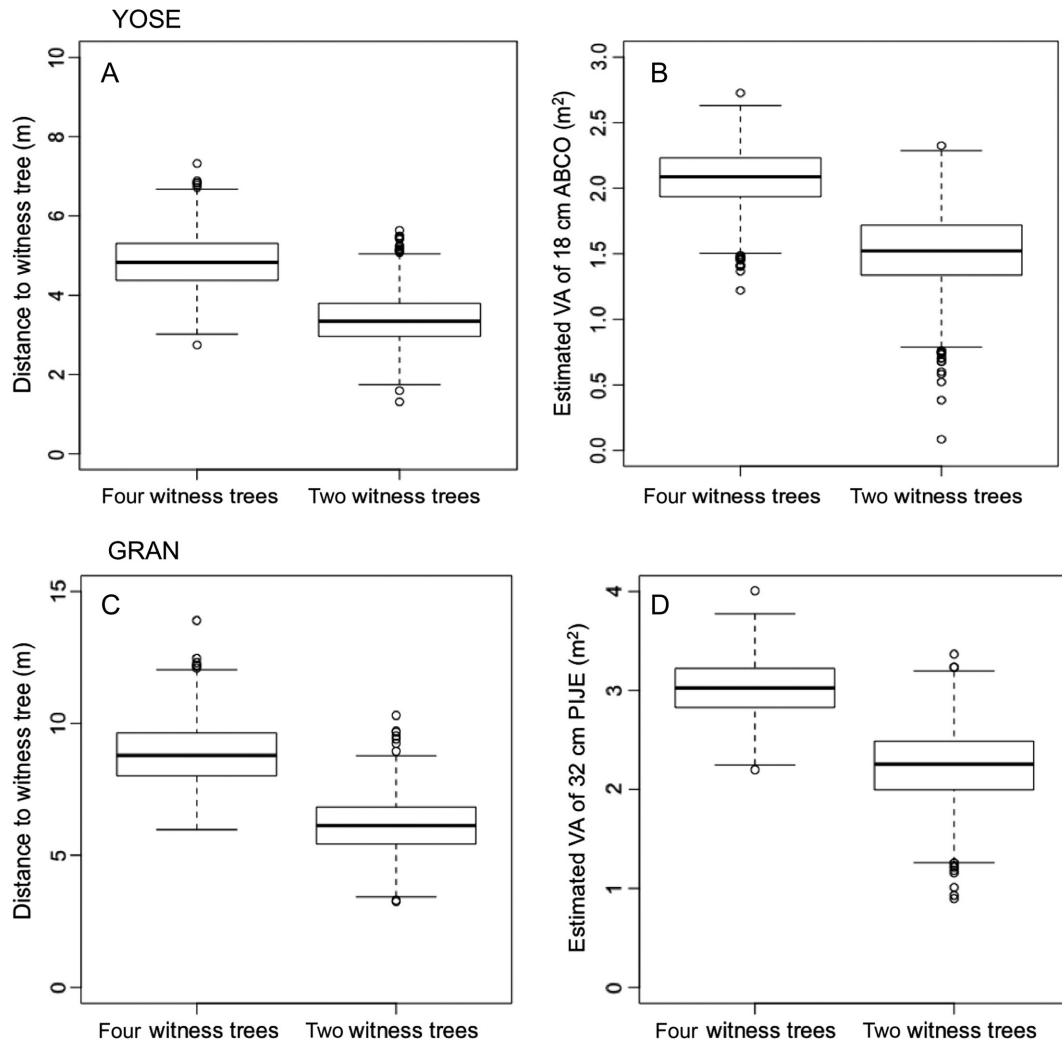 YOSE
A
Distance to witness tree (m)
10
8
6
4
2
0
Four witness trees
Two witness trees
B
Estimated VA of 18 cm ABCO (m²)
3.0
2.5
2.0
1.5
1.0
0.5
0.0
Four witness trees
Two witness trees
GRAN
C
Distance to witness tree (m)
15
10
5
0
Four witness trees
Two witness trees
D
Estimated VA of 32 cm PIJE (m²)
4
3
2
1
0
Four witness trees
Two witness trees